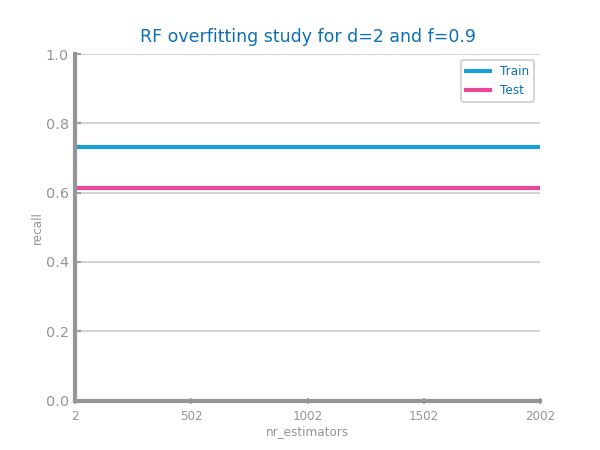 RF overfitting study for d=2 and f=0.9
1.0
Train
Test
0.8
0.6
recall
0.4
0.2
0.0
2 502 1002 1502 2002
nr_estimators